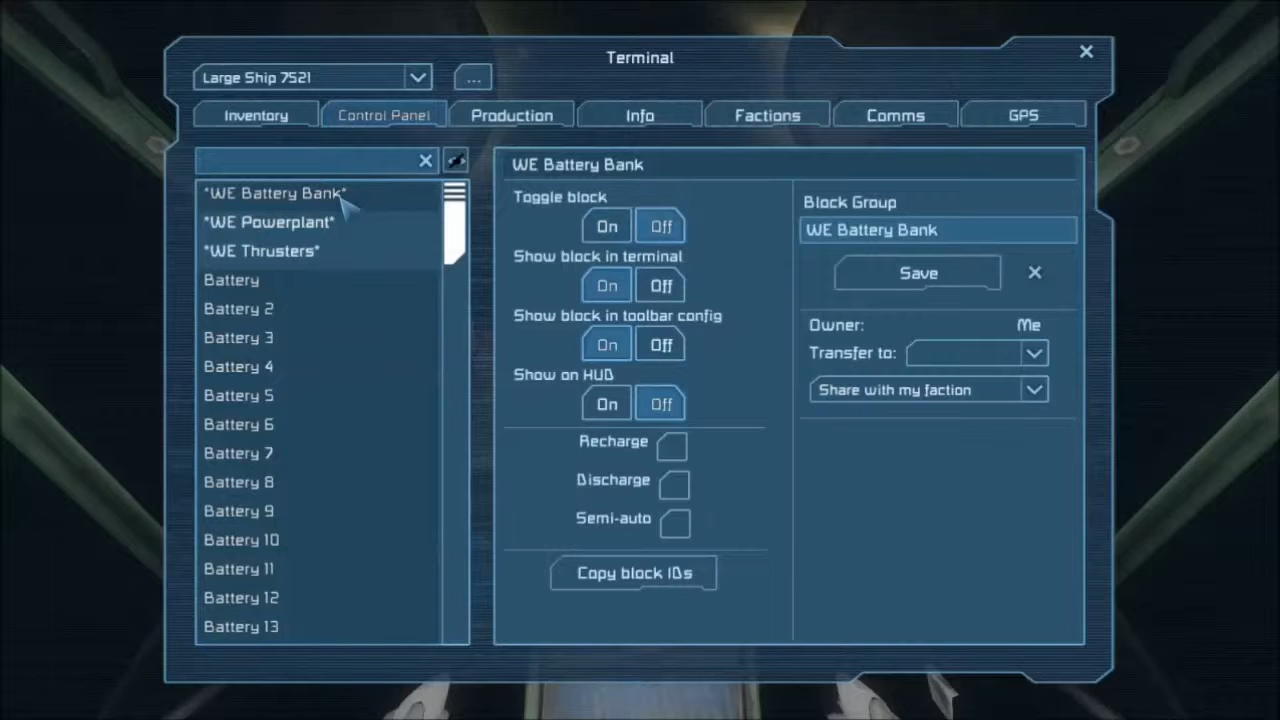 Terminal
Large Ship 7521
...
Inventory
Control Panel
Production
Info
Factions
Comms
GPS
*WE Battery Bank*
*WE Powerplant*
*WE Thrusters*
Battery
Battery 2
Battery 3
Battery 4
Battery 5
Battery 6
Battery 7
Battery 8
Battery 9
Battery 10
Battery 11
Battery 12
Battery 13
WE Battery Bank
Toggle block
On Off
Show block in terminal
On Off
Show block in toolbar config
On Off
Show on HUD
On Off
Recharge
Discharge
Semi-auto
Copy block IDs
Block Group
WE Battery Bank
Save
Owner: Me
Transfer to:
Share with my faction